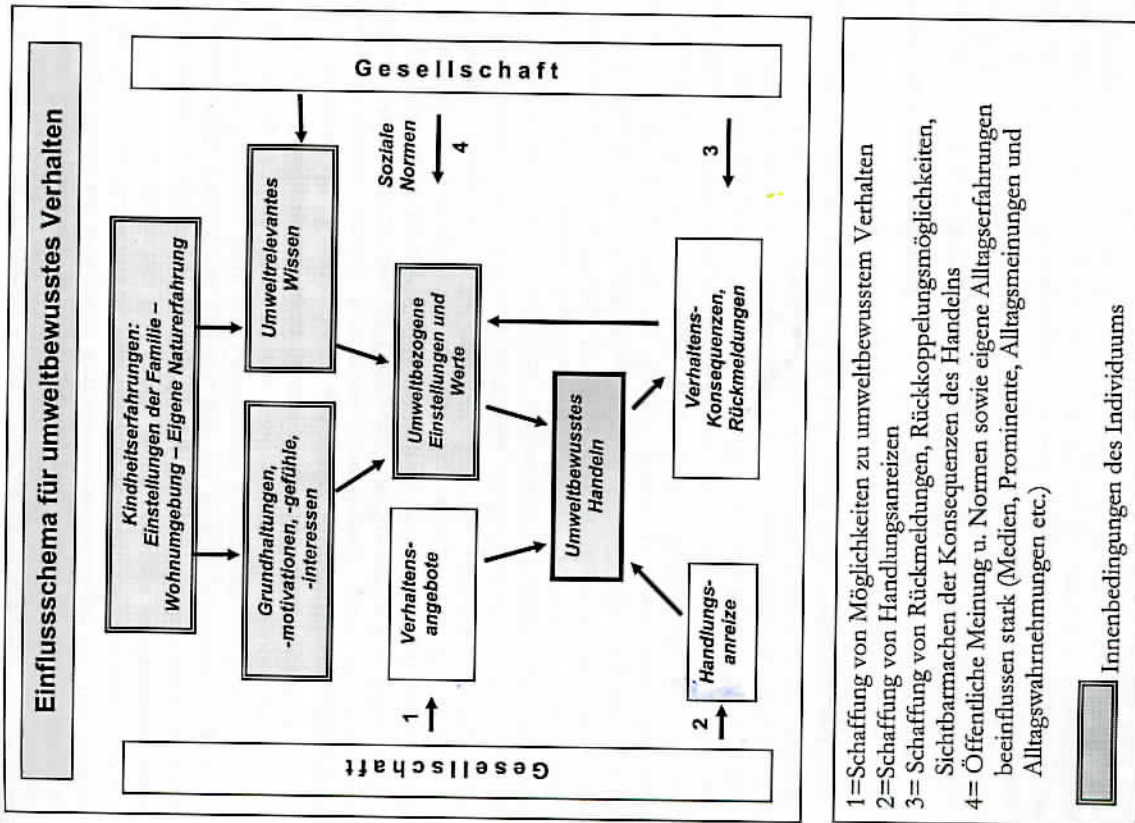 Einflussschema für umweltbewusstes Verhalten
Kindheitserfahrungen:
Einstellungen der Familie –
Wohnumgebung – Eigene Naturerfahrung
Grundhaltungen,
-motivationen, -gefühle,
-interessen
Umweltrelevantes
Wissen
Gesellschaft
Gesellschaft
1
Verhaltens-
angebote
Umweltbezogene
Einstellungen und
Werte
Soziale
Normen
4
Umweltbewusstes
Handeln
2
Handlungs-
anreize
Verhaltens-
Konsequenzen,
Rückmeldungen
3
1=Schaffung von Möglichkeiten zu umweltbewusstem Verhalten
2=Schaffung von Handlungsanreizen
3= Schaffung von Rückmeldungen, Rückkoppelungsmöglichkeiten,
Sichtbarmachen der Konsequenzen des Handelns
4= Öffentliche Meinung u. Normen sowie eigene Alltagserfahrungen
beeinflussen stark (Medien, Prominente, Alltagsmeinungen und
Alltagswahrnehmungen etc.)
Innenbedingungen des Individuums